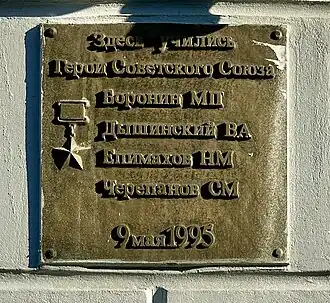 Здесь учились
Герои Советского Союза
Воронин МЦ
Дышинский ВА
Епимахов НМ
Черепанов СМ
9 мая 1995